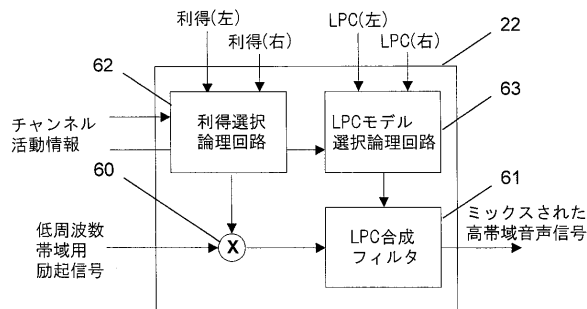 利得(左)
利得(右)
LPC(左)
LPC(右)
22
62
利得選択
論理回路
LPCモデル
選択論理回路
63
チャンネル
活動情報
60
61
低周波数
帯域用
励起信号
X
LPC合成
フィルタ
ミックスされた
高帯域音声信号